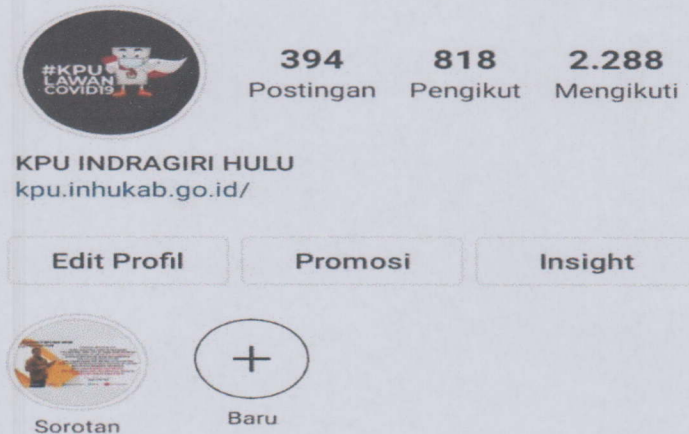 #KPU
LAWAN
COVID19
394 818 2.288
Postingan Pengikut Mengikuti
KPU INDRAGIRI HULU
kpu.inhukab.go.id/
Edit Profil Promosi Insight
Sorotan Baru